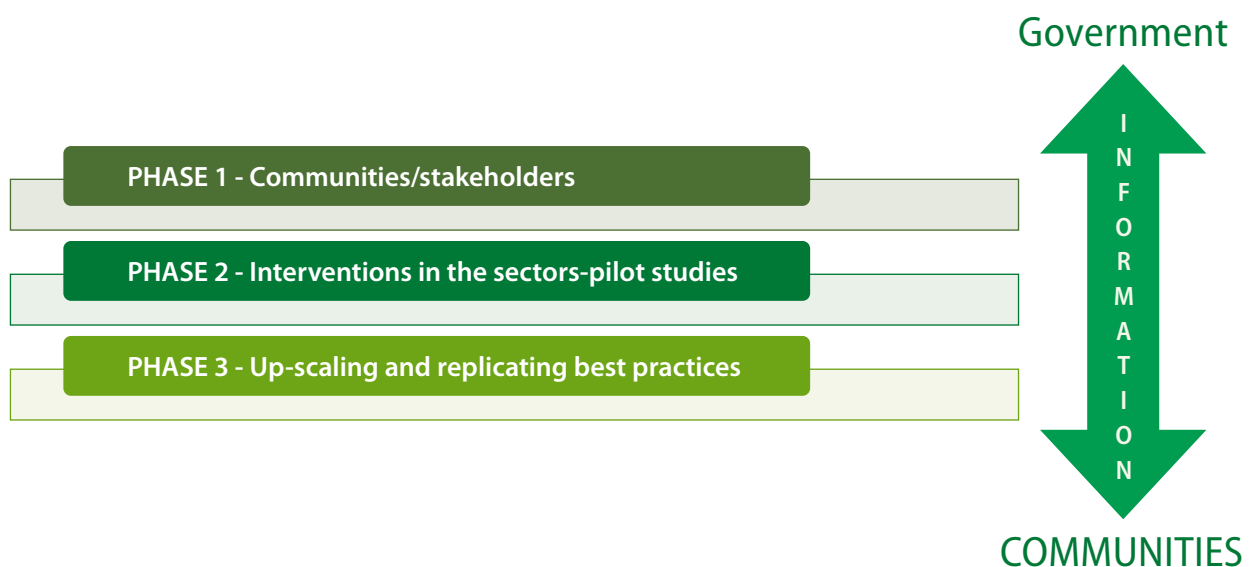 Government
PHASE 1 - Communities/stakeholders
PHASE 2 - Interventions in the sectors-pilot studies
PHASE 3 - Up-scaling and replicating best practices
INFORMATION
COMMUNITIES